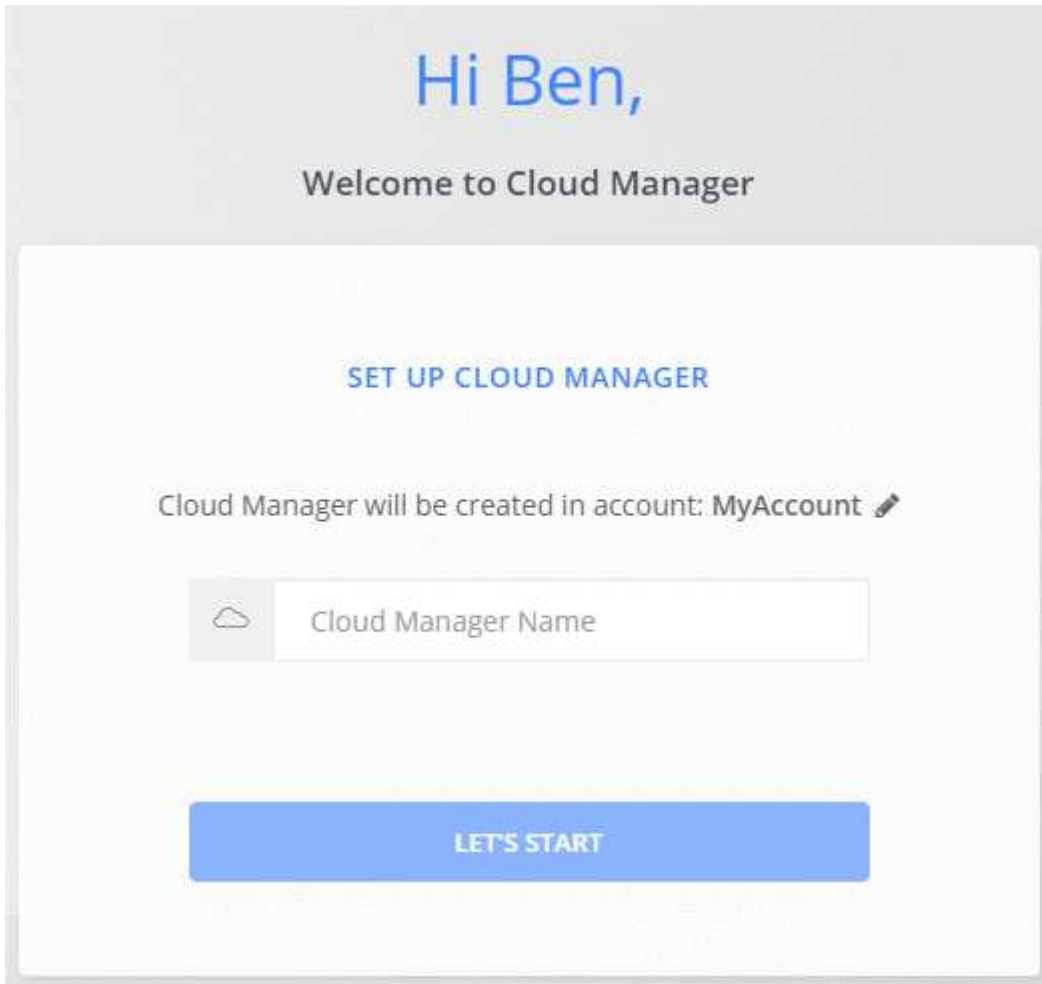 Hi Ben,
Welcome to Cloud Manager
SET UP CLOUD MANAGER
Cloud Manager will be created in account: MyAccount
Cloud Manager Name
LET'S START